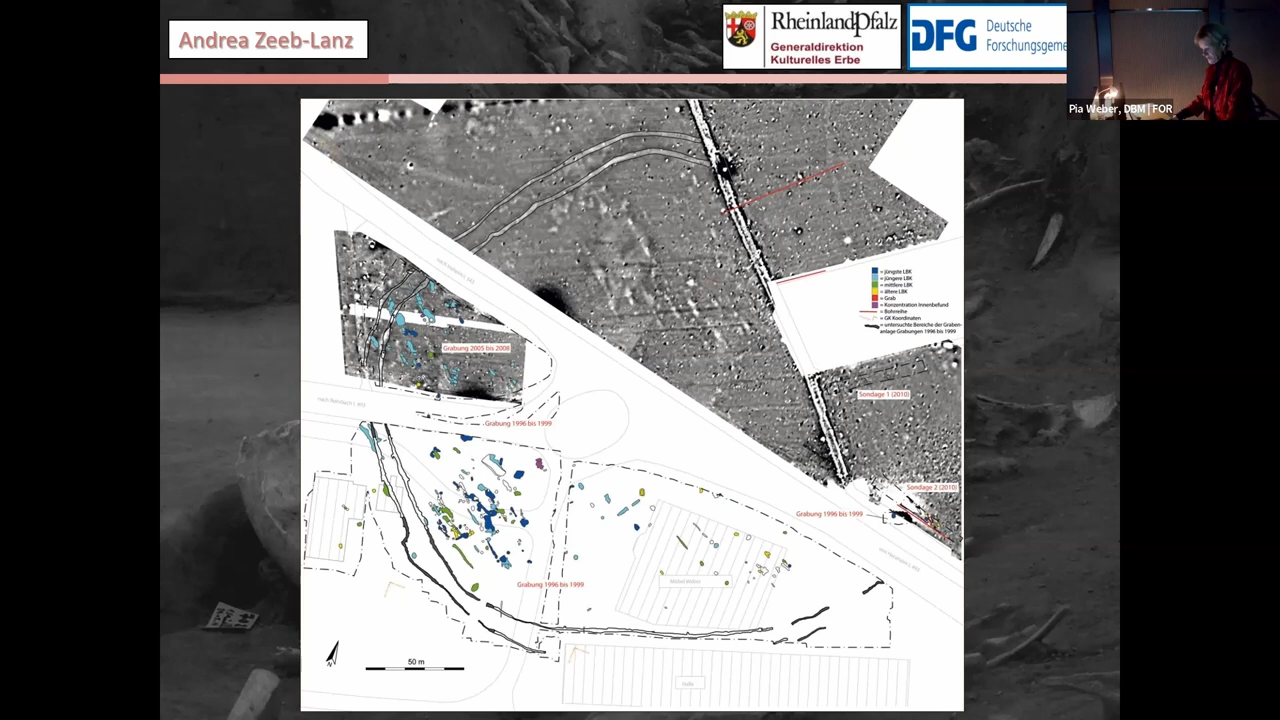 Andrea Zeeb-Lanz
RheinlandPfalz
Generaldirektion
Kulturelles Erbe
DFG
Deutsche
Forschungsgeme
Pia Weber, DBM | FOR
= jüngste LBK
= jüngere LBK
= mittlere LBK
= ältere LBK
= Grab
= Konzentration Innenbefund
= Bohrreihe
= GK Koordinaten
= untersuchte Bereiche der Graben-
anlage Grabungen 1996 bis 1999
Grabung 2005 bis 2008
Sondage 1 (2010)
Grabung 1996 bis 1999
Sondage 2 (2010)
Grabung 1996 bis 1999
Grabung 1996 bis 1999
50 m
Halle